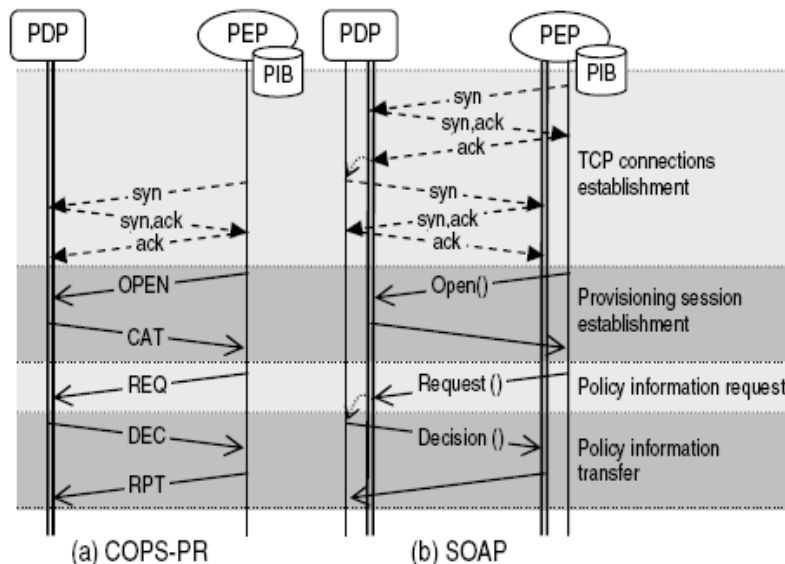 PDP PEP PDP PEP
PIB PIB
syn
syn,ack
ack
TCP connections
establishment
syn syn
syn,ack syn,ack
ack ack
OPEN Open()
Provisioning session
establishment
CAT
REQ Request ()
Policy information request
DEC Decision ()
Policy information
transfer
RPT
(a) COPS-PR (b) SOAP